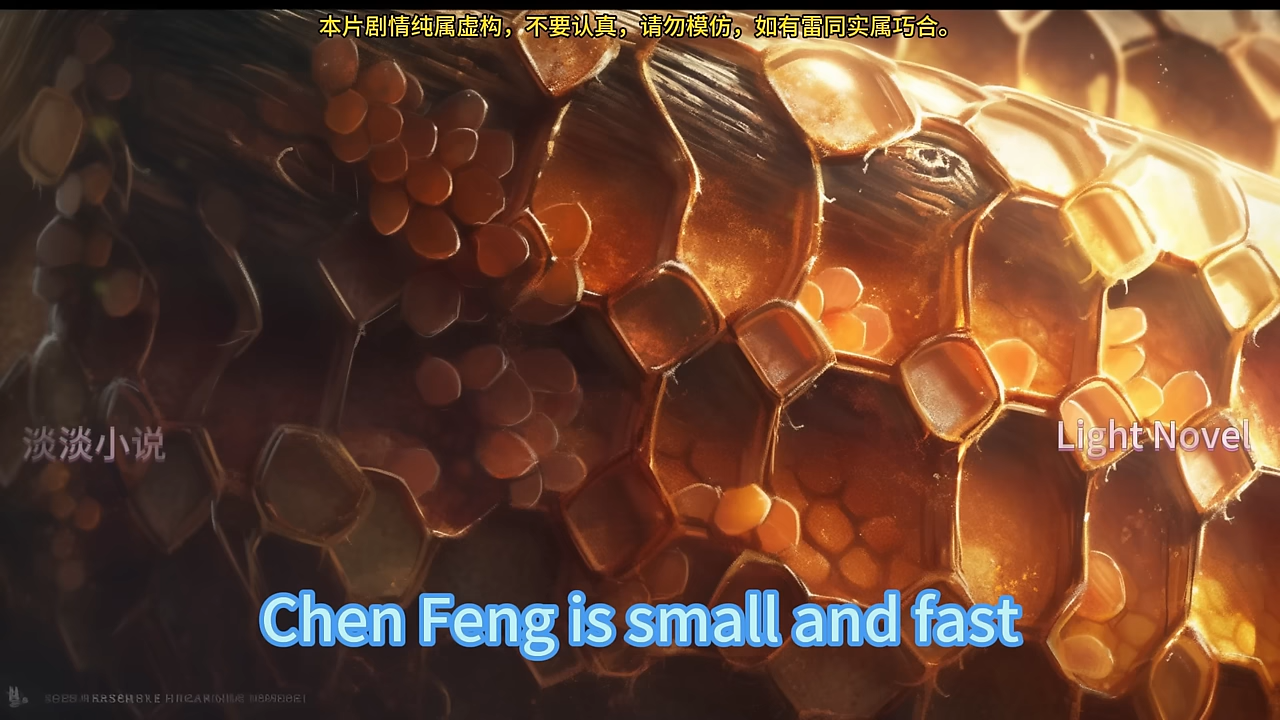 本片剧情纯属虚构，不要认真，请勿模仿，如有雷同实属巧合。
淡淡小说
Light Novel
Chen Feng is small and fast